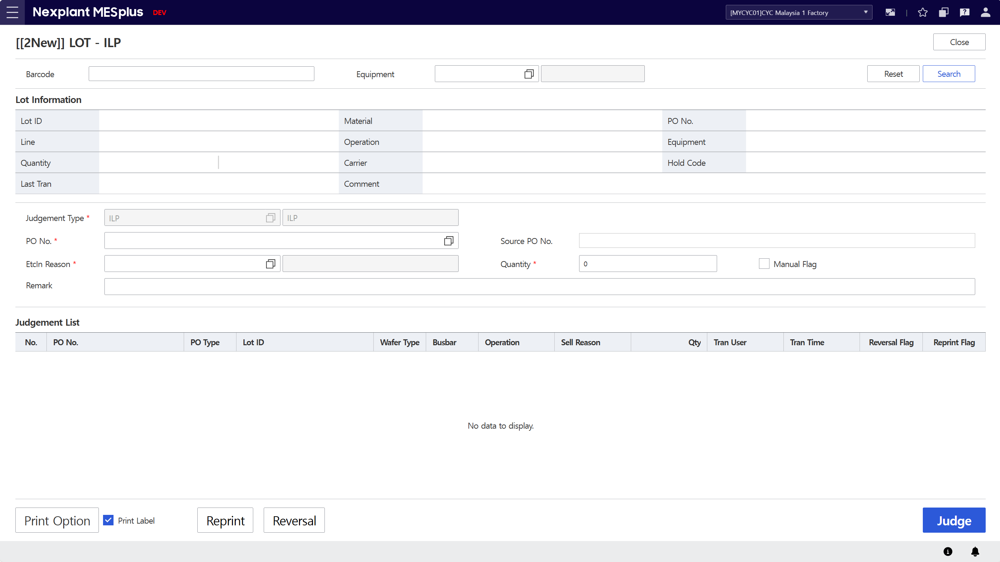 Nexplant MESplus DEV [MYCYC01]CYC Malaysia 1 Factory
[[2New]] LOT - ILP Close
Barcode Equipment Reset Search
Lot Information
Lot ID Material PO No.
Line Operation Equipment
Quantity Carrier Hold Code
Last Tran Comment
Judgement Type * ILP ILP
PO No. * Source PO No.
EtcIn Reason * Quantity * 0 Manual Flag
Remark
Judgement List
No. PO No. PO Type Lot ID Wafer Type Busbar Operation Sell Reason Qty Tran User Tran Time Reversal Flag Reprint Flag
No data to display.
Print Option Print Label Reprint Reversal Judge